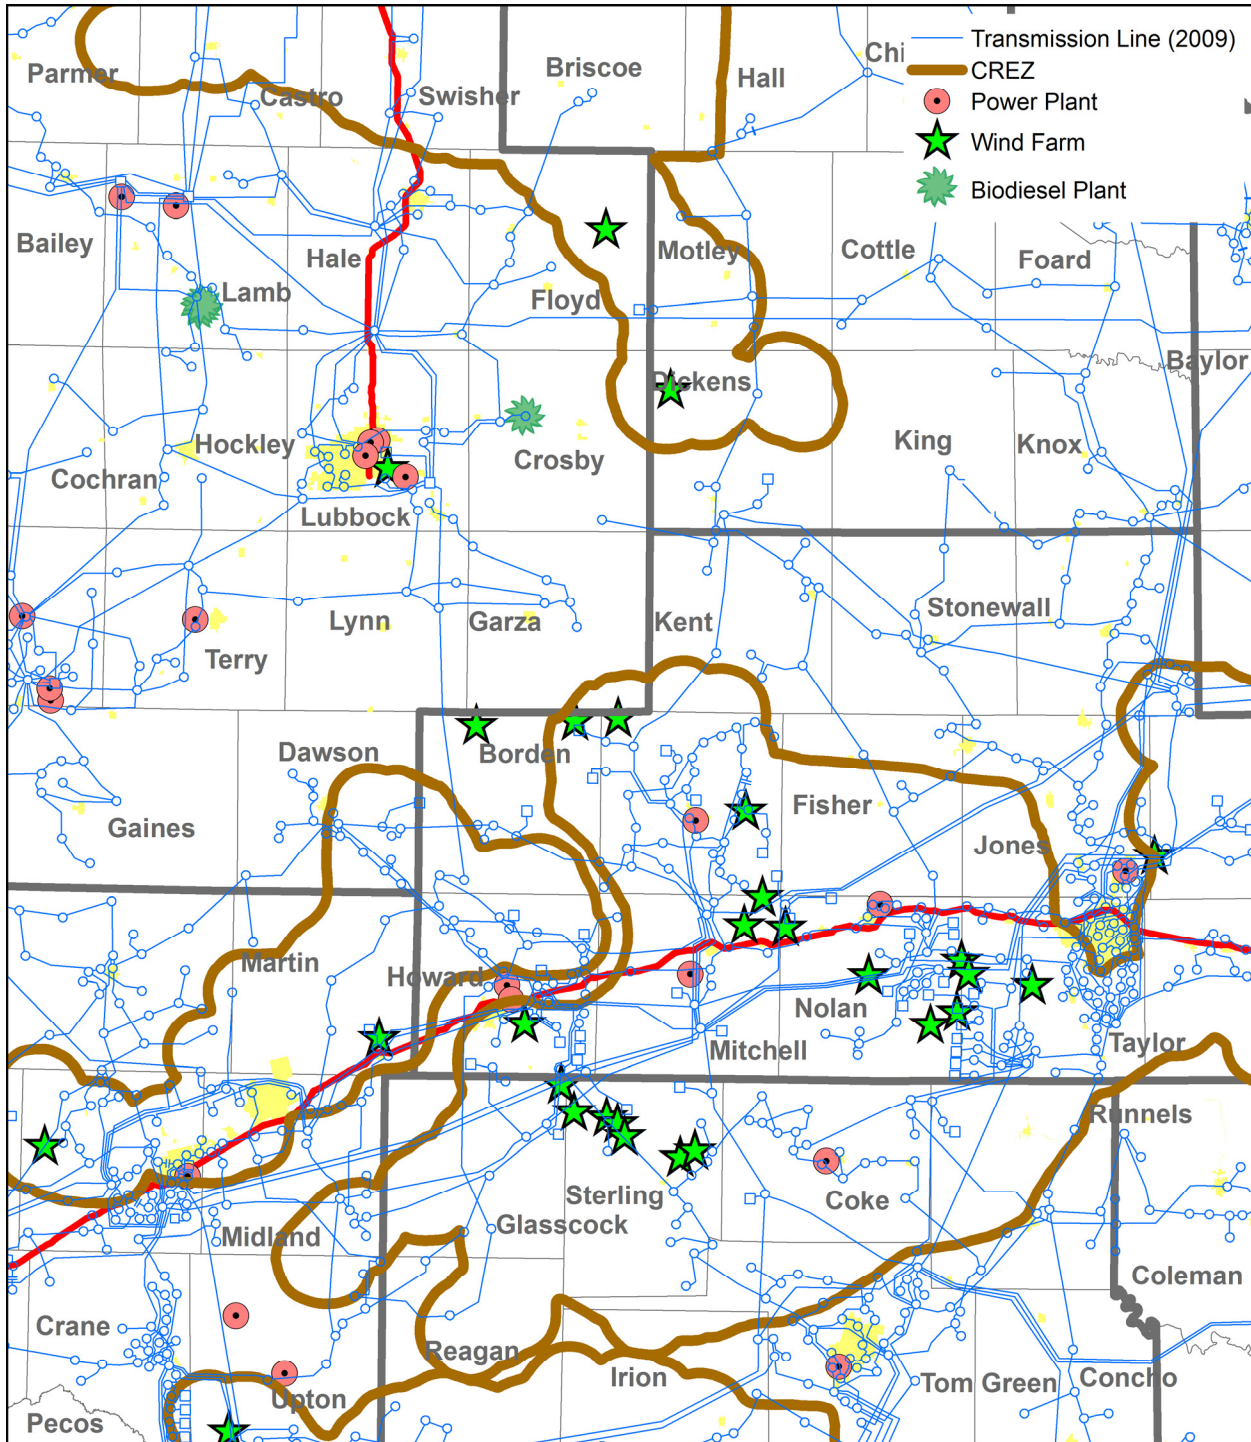 Transmission Line (2009)
CREZ
Power Plant
Wind Farm
Biodiesel Plant
Parmer
Castro
Swisher
Briscoe
Hall
Chi
Bailey
Lamb
Hale
Floyd
Motley
Cottle
Foard
Baylor
Cochran
Hockley
Lubbock
Crosby
Dickens
King
Knox
Terry
Lynn
Garza
Kent
Stonewall
Gaines
Dawson
Borden
Fisher
Jones
Martin
Howard
Mitchell
Nolan
Taylor
Runnels
Midland
Glasscock
Sterling
Coke
Coleman
Crane
Upton
Reagan
Irion
Tom Green
Concho
Pecos